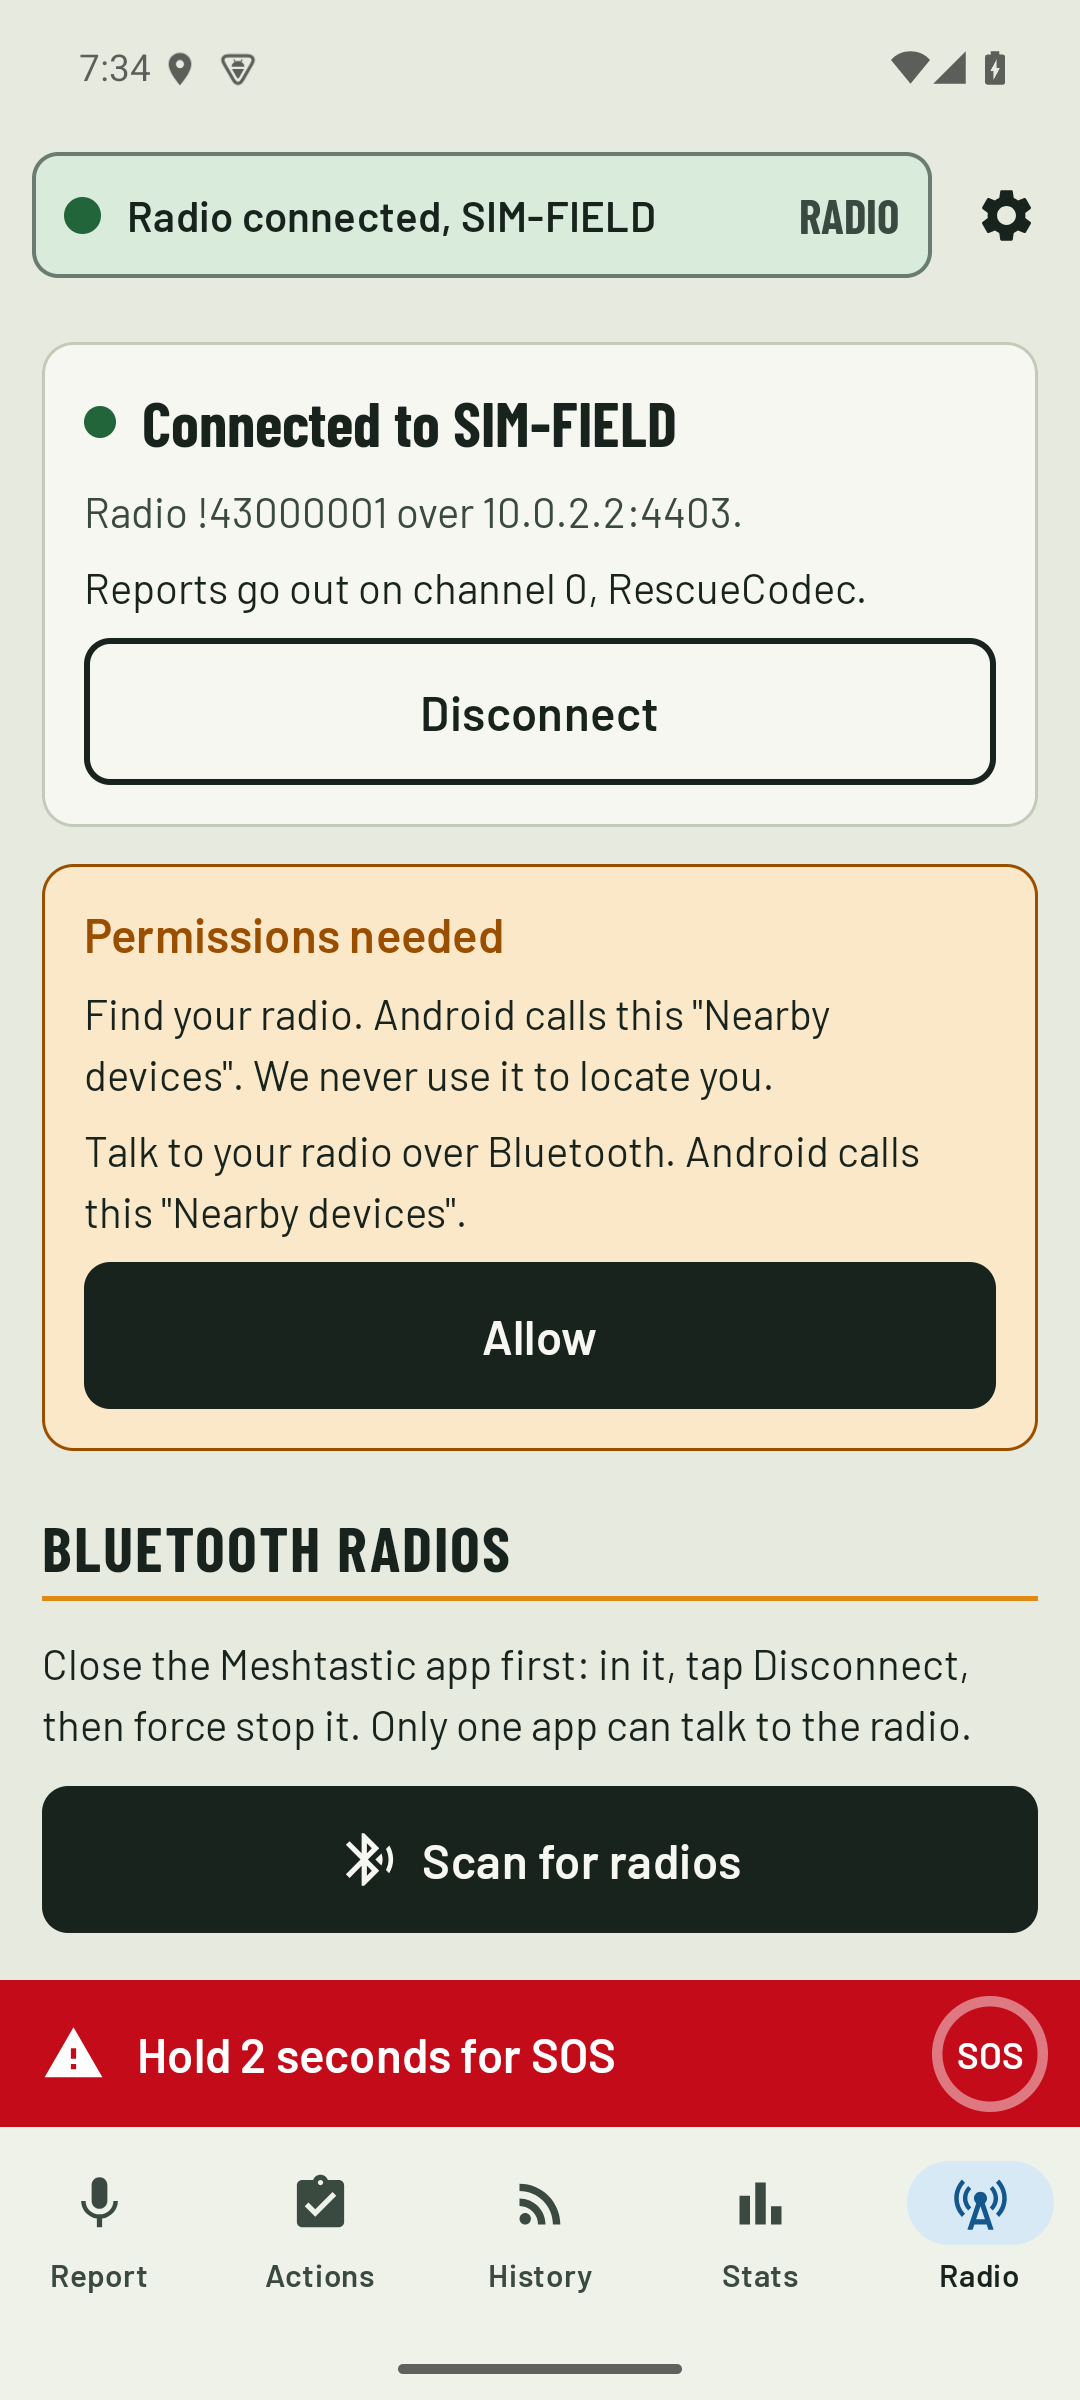 7:34
Radio connected, SIM-FIELD
RADIO
Connected to SIM-FIELD
Radio !43000001 over 10.0.2.2:4403.
Reports go out on channel 0, RescueCodec.
Disconnect
Permissions needed
Find your radio. Android calls this "Nearby
devices". We never use it to locate you.
Talk to your radio over Bluetooth. Android calls
this "Nearby devices".
Allow
BLUETOOTH RADIOS
Close the Meshtastic app first: in it, tap Disconnect,
then force stop it. Only one app can talk to the radio.
Scan for radios
Hold 2 seconds for SOS
SOS
Report
Actions
History
Stats
Radio